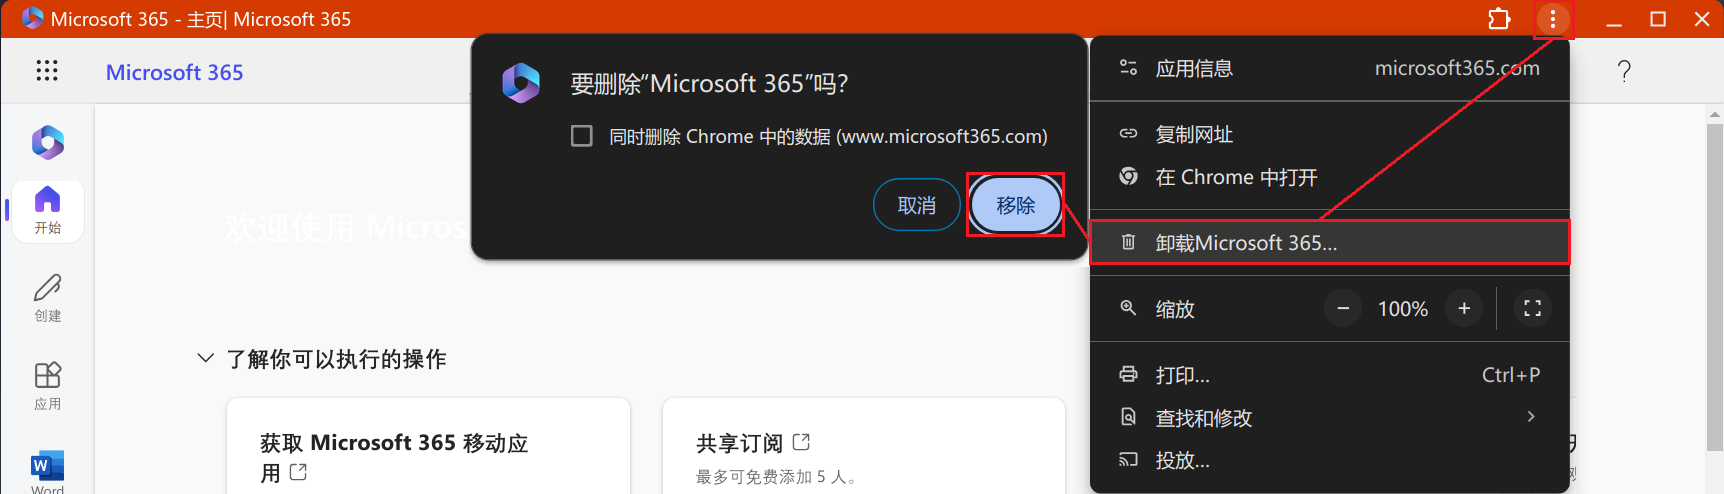 Microsoft 365 - 主页| Microsoft 365
Microsoft 365
开始
创建
应用
Word
欢迎使用 Micros
了解你可以执行的操作
获取 Microsoft 365 移动应
用
共享订阅
最多可免费添加 5 人。
要删除“Microsoft 365”吗?
同时删除 Chrome 中的数据 (www.microsoft365.com)
取消
移除
应用信息 microsoft365.com
复制网址
在 Chrome 中打开
卸载Microsoft 365...
缩放 − 100% +
打印... Ctrl+P
查找和修改
投放...